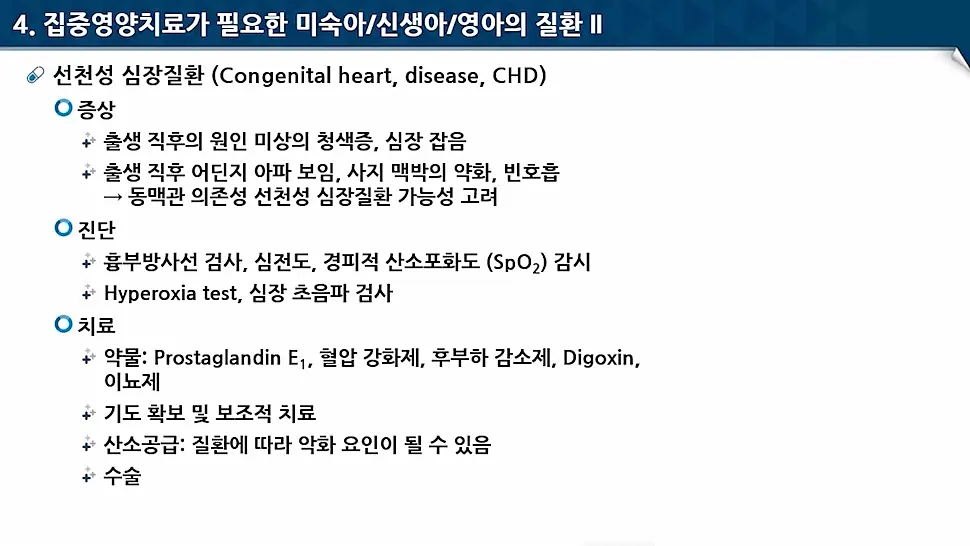 4. 집중영양치료가 필요한 미숙아/신생아/영아의 질환 II
선천성 심장질환 (Congenital heart, disease, CHD)
증상
출생 직후의 원인 미상의 청색증, 심장 잡음
출생 직후 어딘지 아파 보임, 사지 맥박의 약화, 빈호흡
→ 동맥관 의존성 선천성 심장질환 가능성 고려
진단
흉부방사선 검사, 심전도, 경피적 산소포화도 (SpO₂) 감시
Hyperoxia test, 심장 초음파 검사
치료
약물: Prostaglandin E₁, 혈압 강화제, 후부하 감소제, Digoxin,
이뇨제
기도 확보 및 보조적 치료
산소공급: 질환에 따라 악화 요인이 될 수 있음
수술